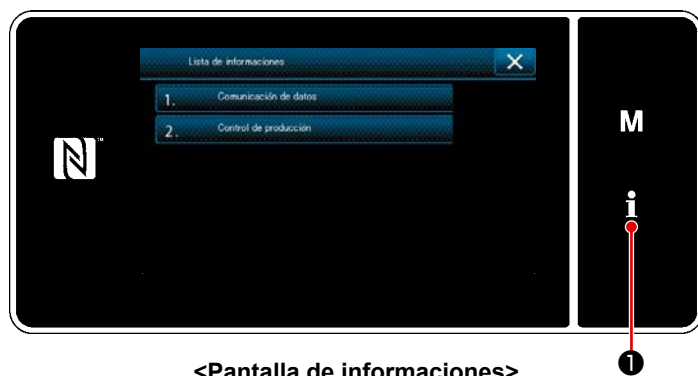 Lista de informaciones
1. Comunicación de datos
2. Control de producción
M
i
❶
<Pantalla de informaciones>